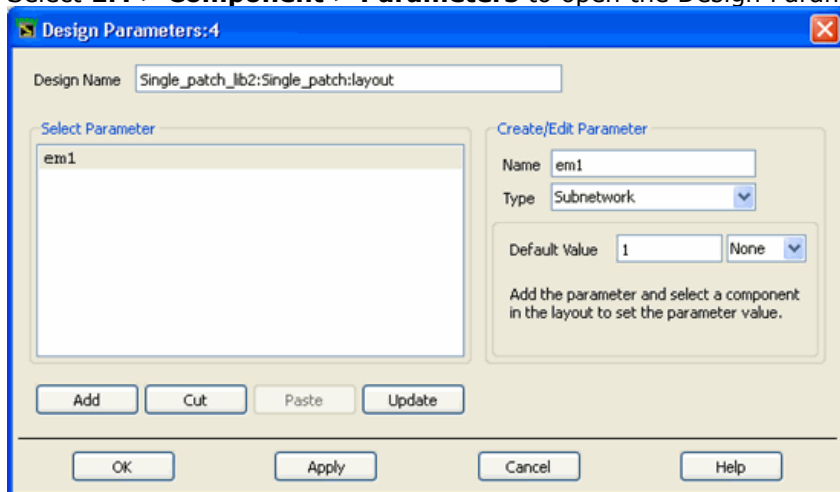 Design Parameters:4
Design Name Single_patch_lib2:Single_patch:layout
Select Parameter
em1
Create/Edit Parameter
Name em1
Type Subnetwork
Default Value 1 None
Add the parameter and select a component
in the layout to set the parameter value.
Add Cut Paste Update
OK Apply Cancel Help